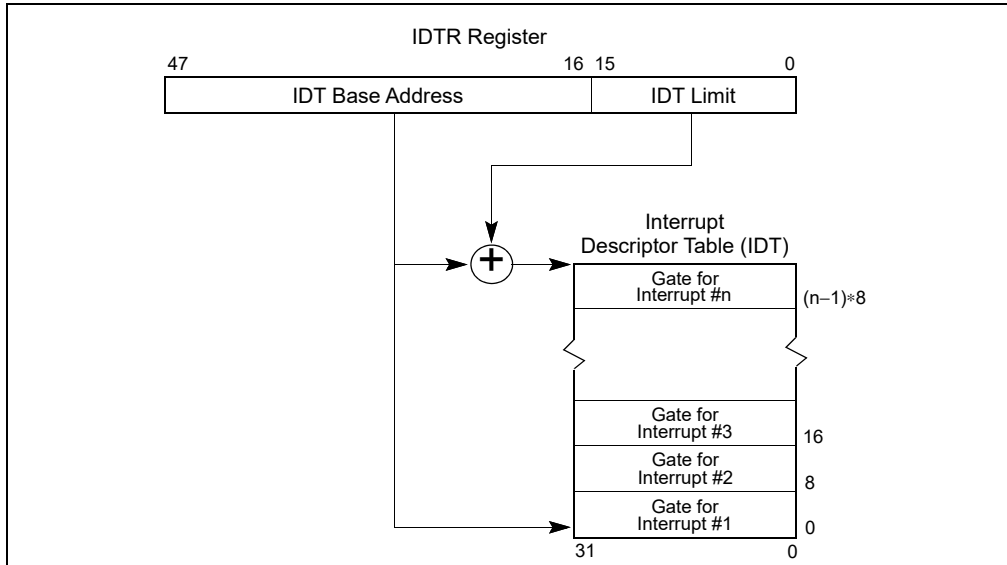 IDTR Register
47 16 15 0
IDT Base Address IDT Limit
+
Interrupt
Descriptor Table (IDT)
Gate for
Interrupt #n
(n−1)∗8
Gate for
Interrupt #3
16
Gate for
Interrupt #2
8
Gate for
Interrupt #1
0
31 0